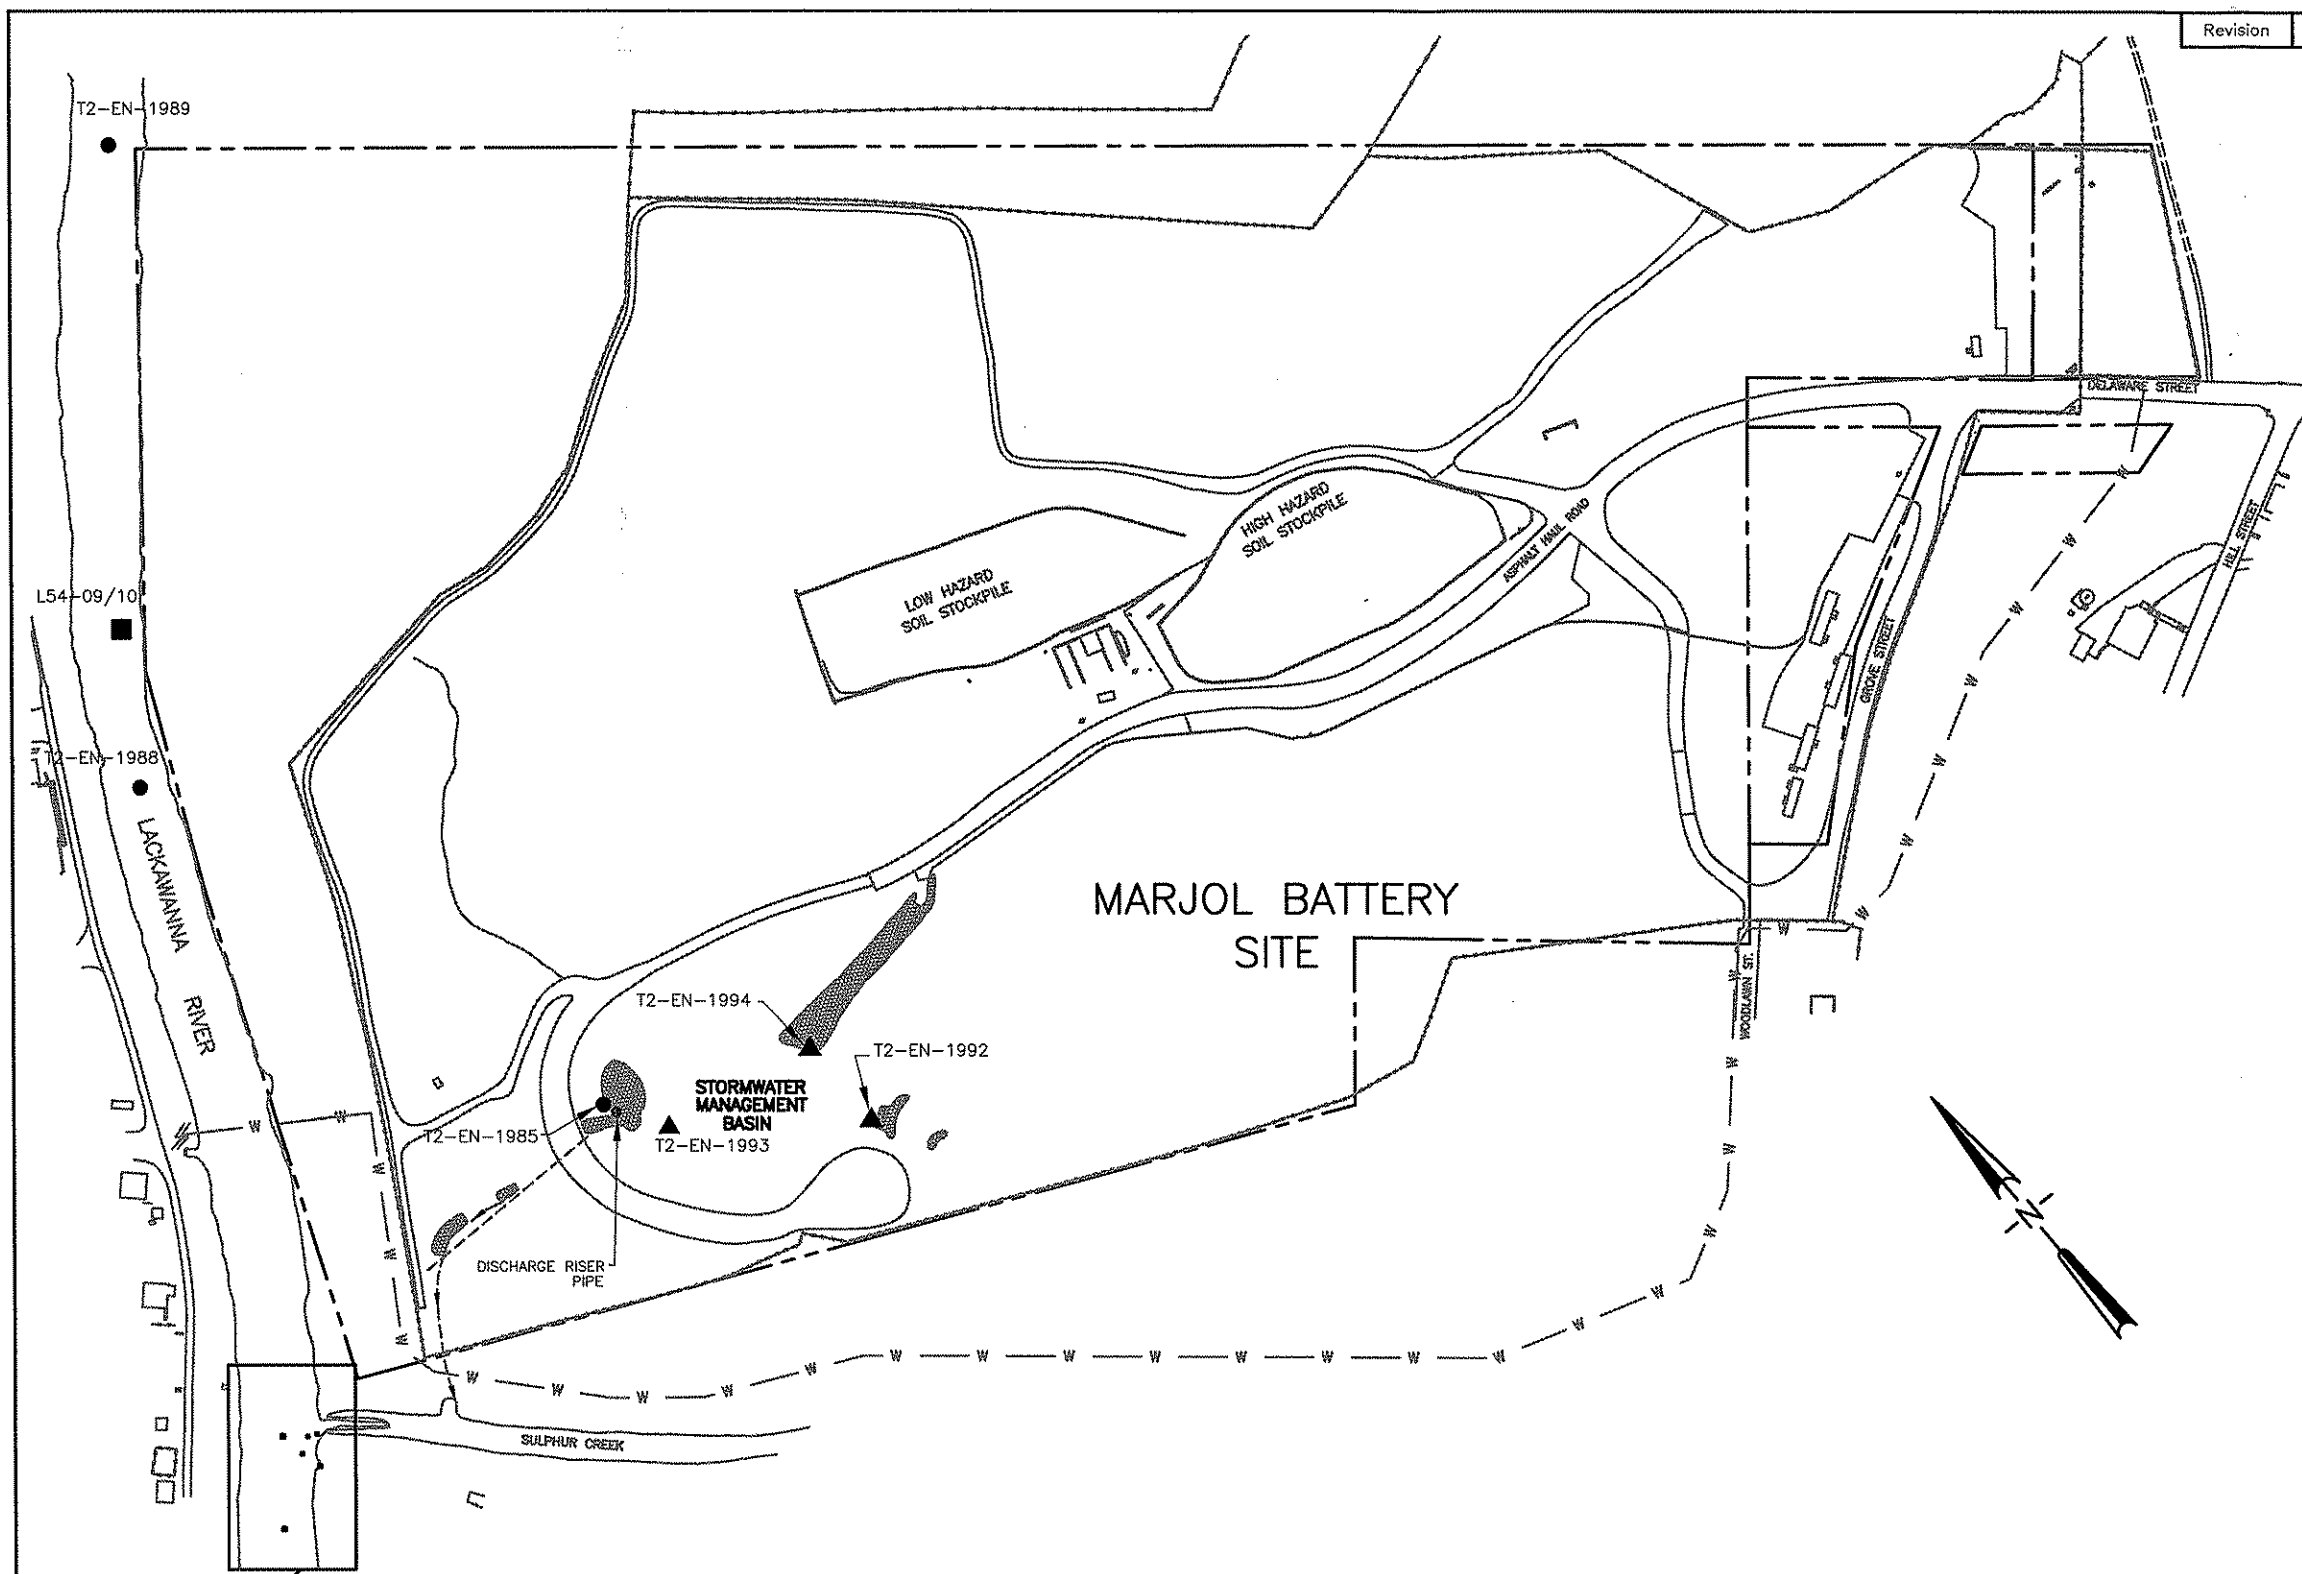 Revision
T2-EN-1989
DELAWARE STREET
HIGH HAZARD
SOIL STOCKPILE
ASPHALT HAUL ROAD
HILL STREET
LOW HAZARD
SOIL STOCKPILE
L54-09/10
GROVE STREET
T2-EN-1988
LACKAWANNA
RIVER
MARJOL BATTERY
SITE
WOODLAWN ST.
T2-EN-1994
T2-EN-1992
STORMWATER
MANAGEMENT
BASIN
T2-EN-1985
T2-EN-1993
N
DISCHARGE RISER
PIPE
W W W W W W W W W W W W W
SULPHUR CREEK